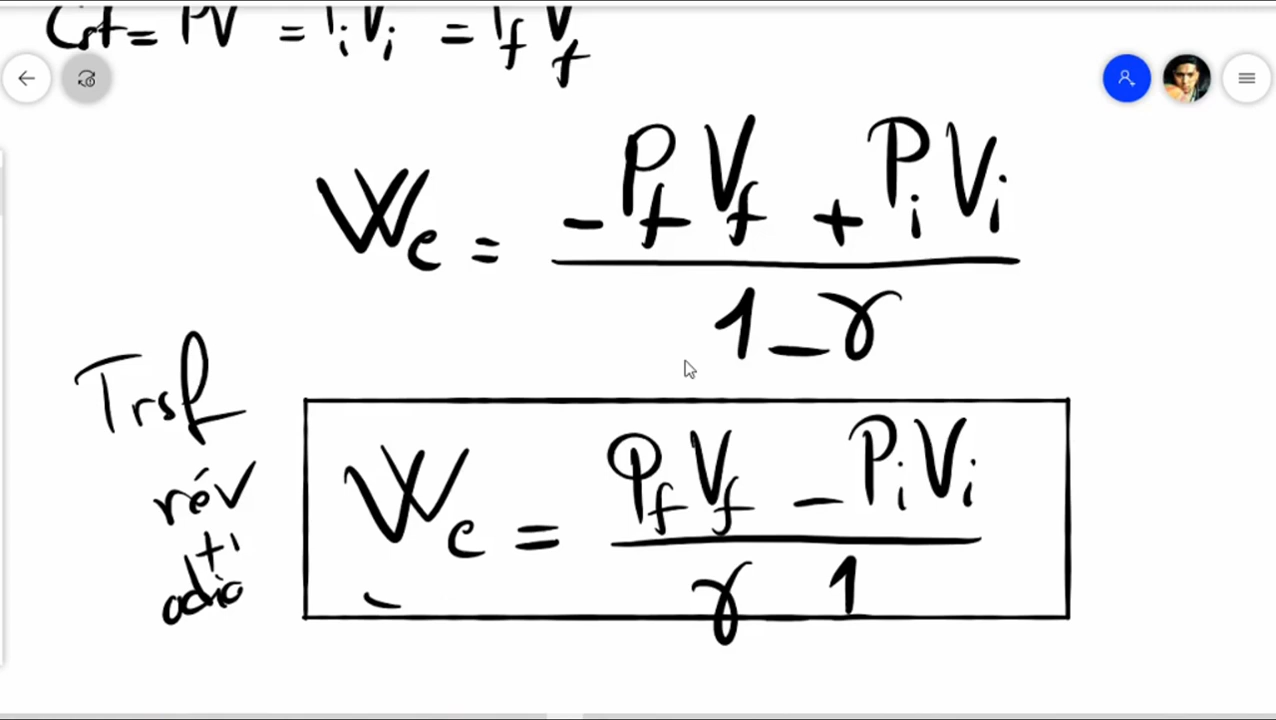 Cst = PV = PᵢVᵢ = P_f V_f
W_e = (-P_f V_f + PᵢVᵢ) / (1 - γ)
Trsf
rév
+
adia
W_e = (P_f V_f - PᵢVᵢ) / (γ - 1)